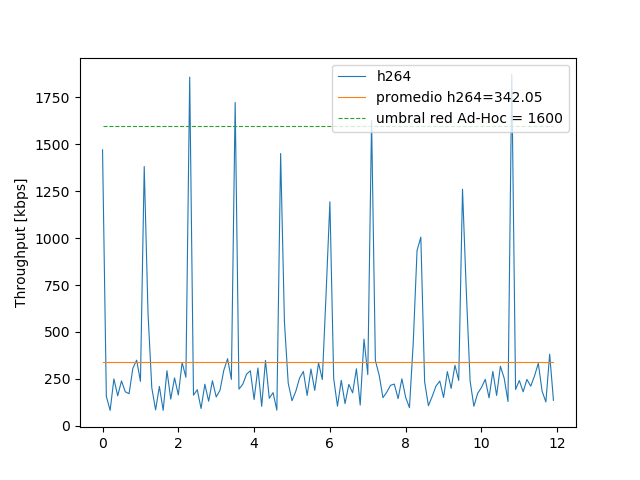 h264
promedio h264=342.05
umbral red Ad-Hoc = 1600
Throughput [kbps]
1750
1500
1250
1000
750
500
250
0
0 2 4 6 8 10 12